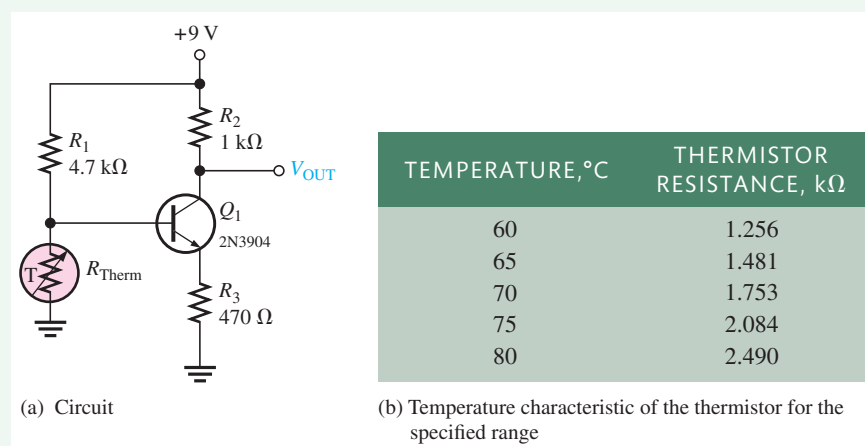 +9 V
R1
4.7 kΩ
R2
1 kΩ
VOUT
Q1
2N3904
T
RTherm
R3
470 Ω
(a) Circuit
TEMPERATURE,°C THERMISTOR RESISTANCE, kΩ
60 1.256
65 1.481
70 1.753
75 2.084
80 2.490
(b) Temperature characteristic of the thermistor for the
specified range